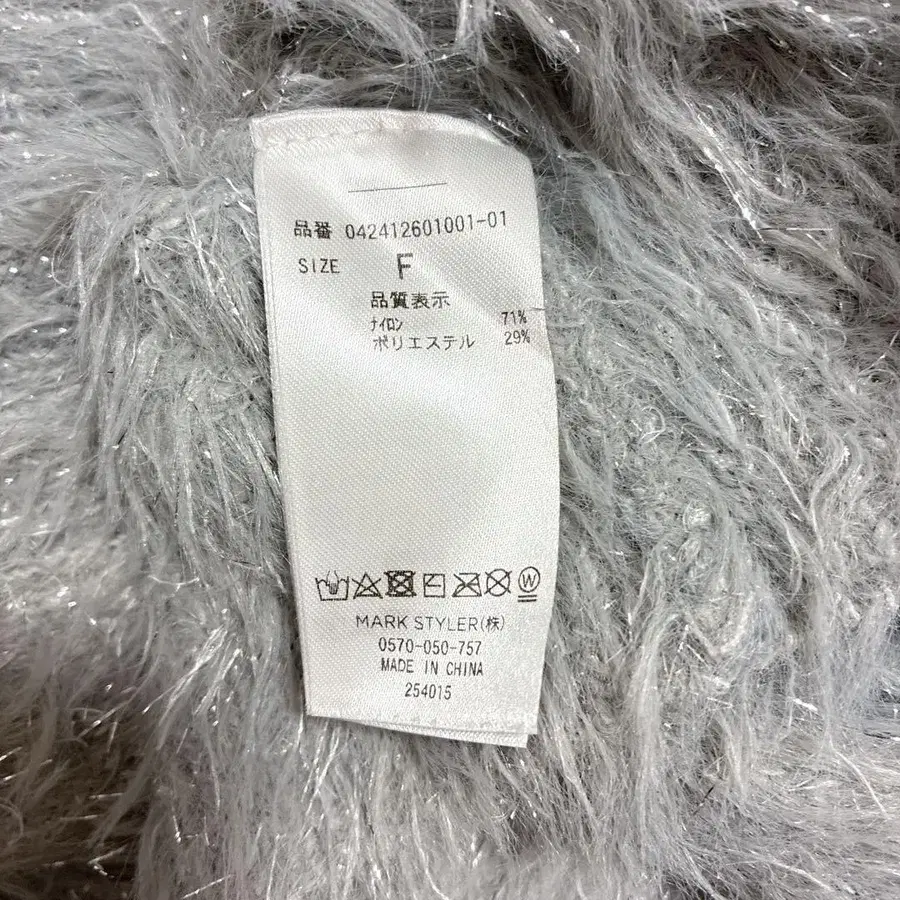 品番 042412601001-01
SIZE F
品質表示
ナイロン 71%
ポリエステル 29%
MARK STYLER(株)
0570-050-757
MADE IN CHINA
254015